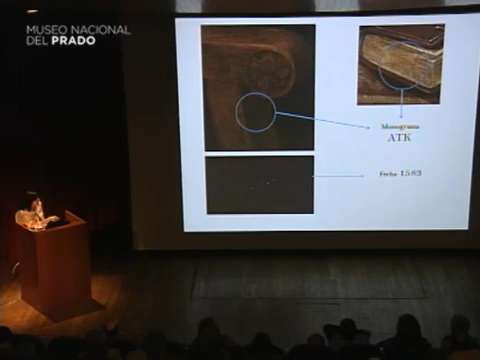 MUSEO NACIONAL
DEL PRADO
Monograma
ATK
Fecha 1583